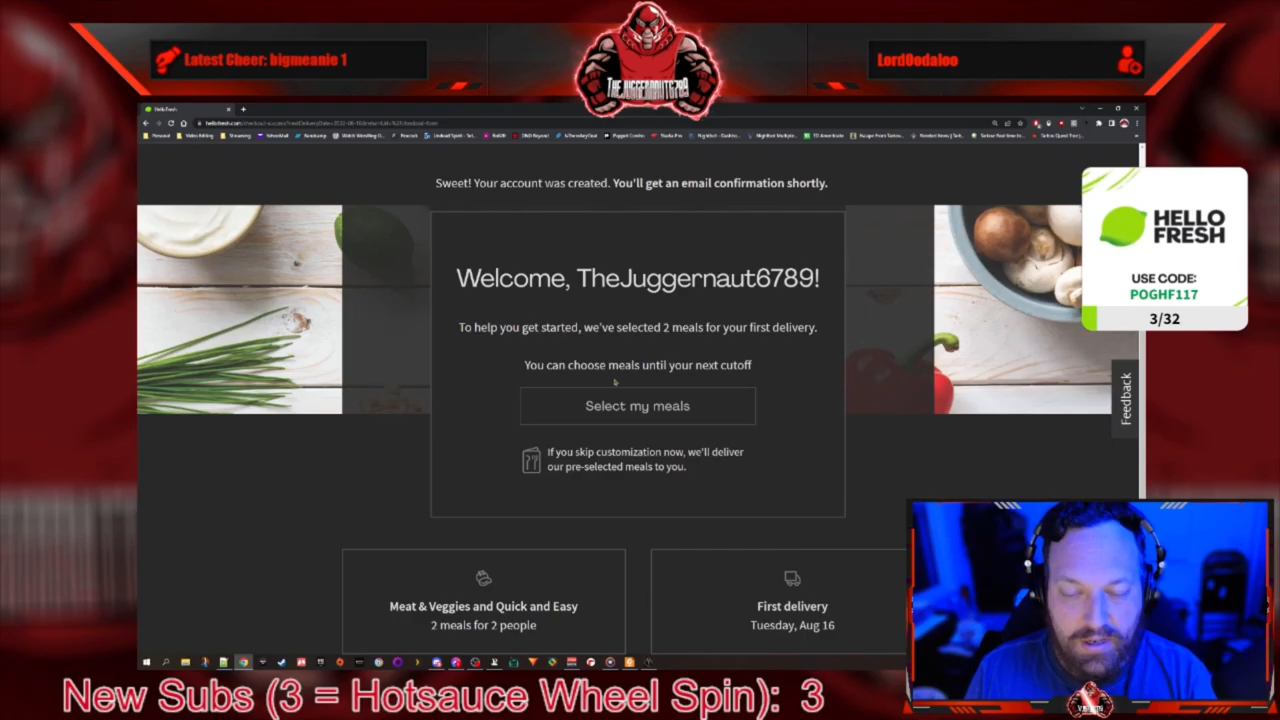 Latest Cheer: bigmeanie 1
THEJUGGERNAUT6789
LordOodaloo
HelloFresh
Sweet! Your account was created. You'll get an email confirmation shortly.
Welcome, TheJuggernaut6789!
To help you get started, we've selected 2 meals for your first delivery.
You can choose meals until your next cutoff
Select my meals
If you skip customization now, we'll deliver
our pre-selected meals to you.
Meat & Veggies and Quick and Easy
2 meals for 2 people
First delivery
Tuesday, Aug 16
HELLO
FRESH
USE CODE:
POGHF117
3/32
Feedback
New Subs (3 = Hotsauce Wheel Spin): 3